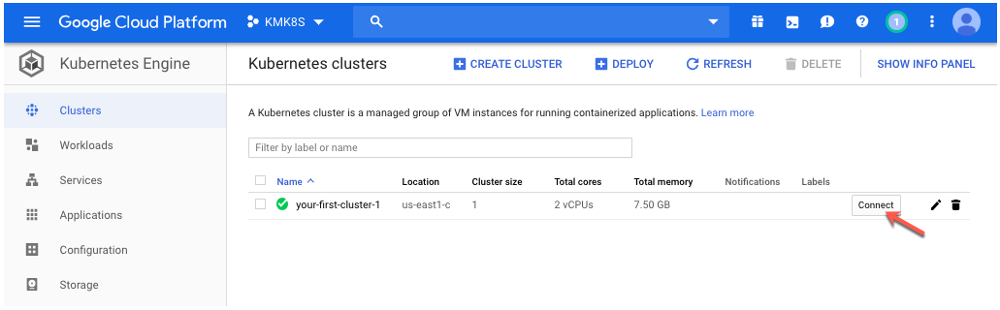 Google Cloud Platform KMK8S 1
Kubernetes Engine
Kubernetes clusters CREATE CLUSTER DEPLOY REFRESH DELETE SHOW INFO PANEL
Clusters
Workloads
Services
Applications
Configuration
Storage
A Kubernetes cluster is a managed group of VM instances for running containerized applications. Learn more
Filter by label or name
Name Location Cluster size Total cores Total memory Notifications Labels
your-first-cluster-1 us-east1-c 1 2 vCPUs 7.50 GB Connect